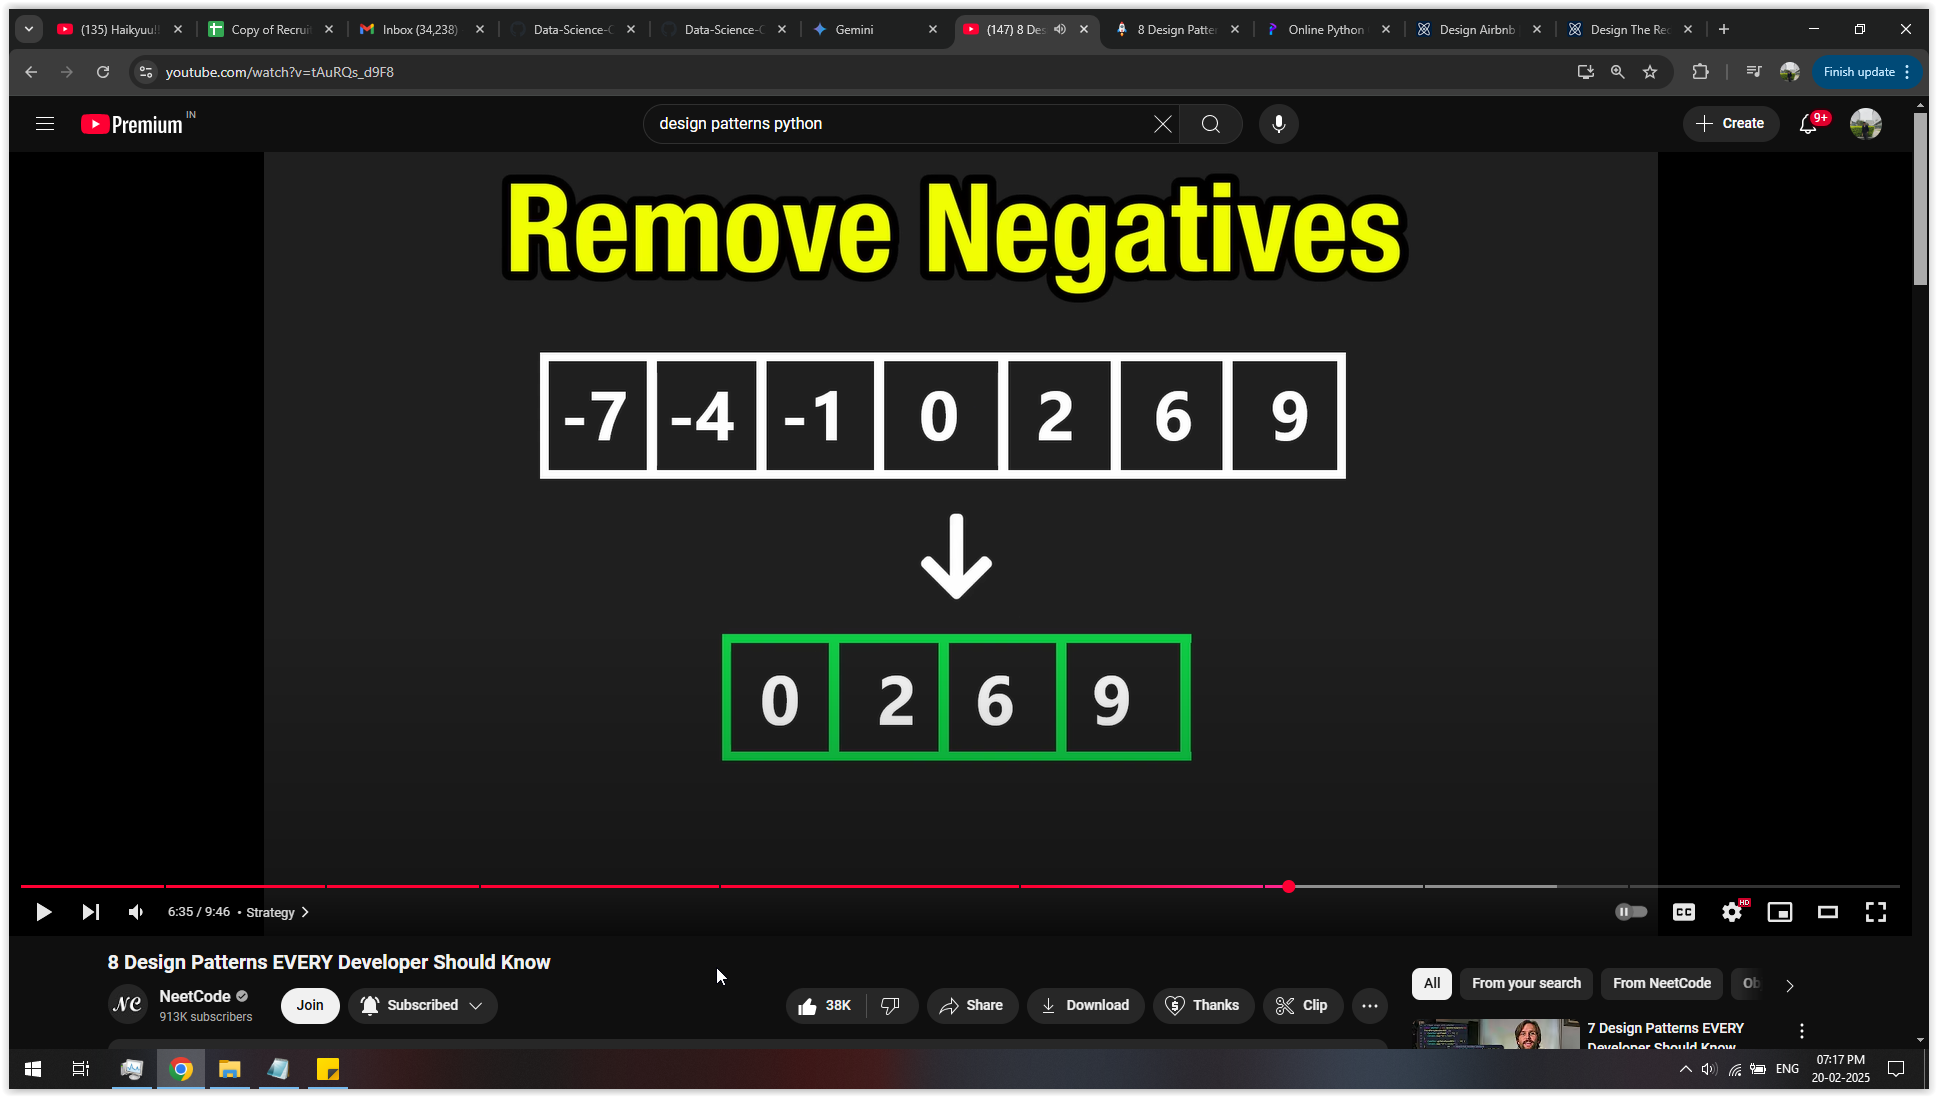 (135) Haikyuu!!
Copy of Recruit
Inbox (34,238)
Data-Science-C
Data-Science-C
Gemini
(147) 8 Des
8 Design Patte
Online Python
Design Airbnb
Design The Rec
youtube.com/watch?v=tAuRQs_d9F8
Finish update
Premium IN
design patterns python
Create
9+
Remove Negatives
-7 -4 -1 0 2 6 9
0 2 6 9
6:35 / 9:46 • Strategy
CC
HD
8 Design Patterns EVERY Developer Should Know
NC
NeetCode
913K subscribers
Join
Subscribed
38K
Share
Download
Thanks
Clip
All
From your search
From NeetCode
Ob
7 Design Patterns EVERY
Developer Should Know
ENG
07:17 PM
20-02-2025